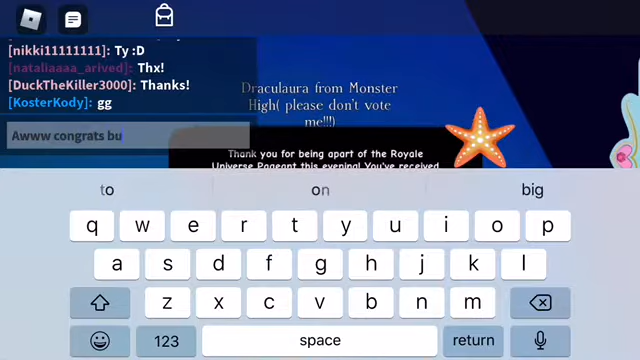 [nikki11111111]: Ty :D
[nataliaaaa_arived]: Thx!
[DuckTheKiller3000]: Thanks!
[KosterKody]: gg
Awww congrats bu
Draculaura from Monster
High( please don't vote
me!!!)
Thank you for being apart of the Royale
Universe Pageant this evening! You've received
to on big
q w e r t y u i o p
a s d f g h j k l
z x c v b n m
123 space return